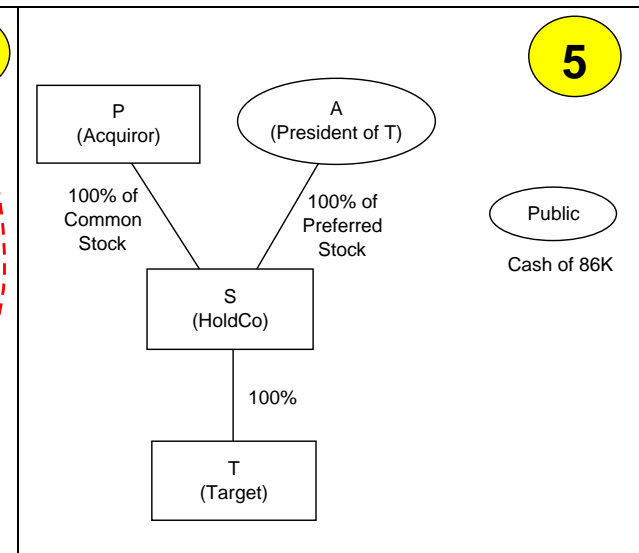 5
P
(Acquiror)
A
(President of T)
100% of
Common
Stock
100% of
Preferred
Stock
Public
Cash of 86K
S
(HoldCo)
100%
T
(Target)